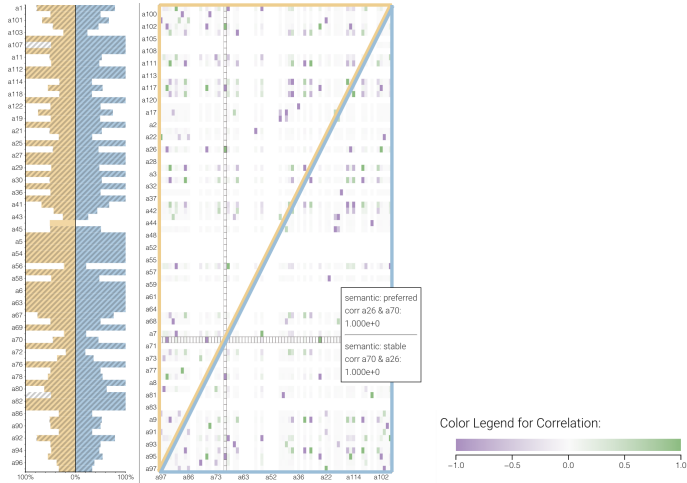 a1
a101
a103
a107
a11
a112
a114
a118
a120
a122
a19
a21
a25
a27
a29
a30
a36
a41
a43
a45
a5
a54
a56
a58
a6
a63
a67
a69
a70
a72
a76
a78
a80
a82
a86
a90
a92
a94
a96
100%
0%
100%
a100
a102
a105
a108
a111
a113
a117
a120
a17
a2
a22
a26
a28
a3
a32
a37
a42
a44
a48
a52
a55
a57
a59
a61
a64
a68
a7
a71
a73
a77
a8
a81
a83
a9
a91
a93
a95
a97
a97
a86
a73
a63
a52
a36
a22
a114
a102
semantic: preferred
corr a26 & a70:
1.000e+0
semantic: stable
corr a70 & a26:
1.000e+0
Color Legend for Correlation:
−1.0
−0.5
0.0
0.5
1.0